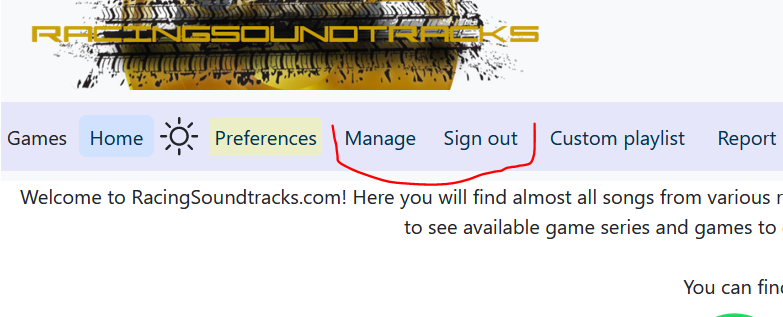 RACINGSOUNDTRACKS
Games Home Preferences Manage Sign out Custom playlist Report
Welcome to RacingSoundtracks.com! Here you will find almost all songs from various
to see available game series and games to
You can find